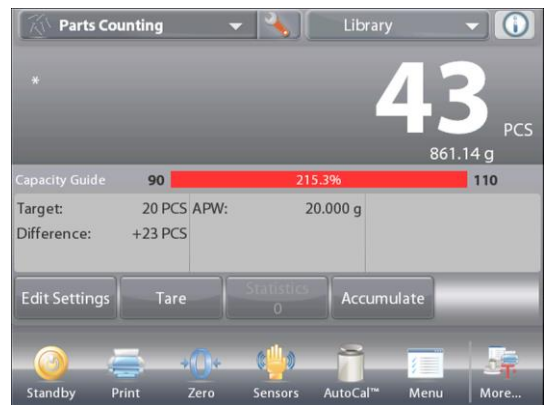 Parts Counting
Library
*
43 PCS
861.14 g
Capacity Guide 90 215.3% 110
Target: 20 PCS APW: 20.000 g
Difference: +23 PCS
Edit Settings Tare Statistics 0 Accumulate
Standby Print Zero Sensors AutoCal™ Menu More...